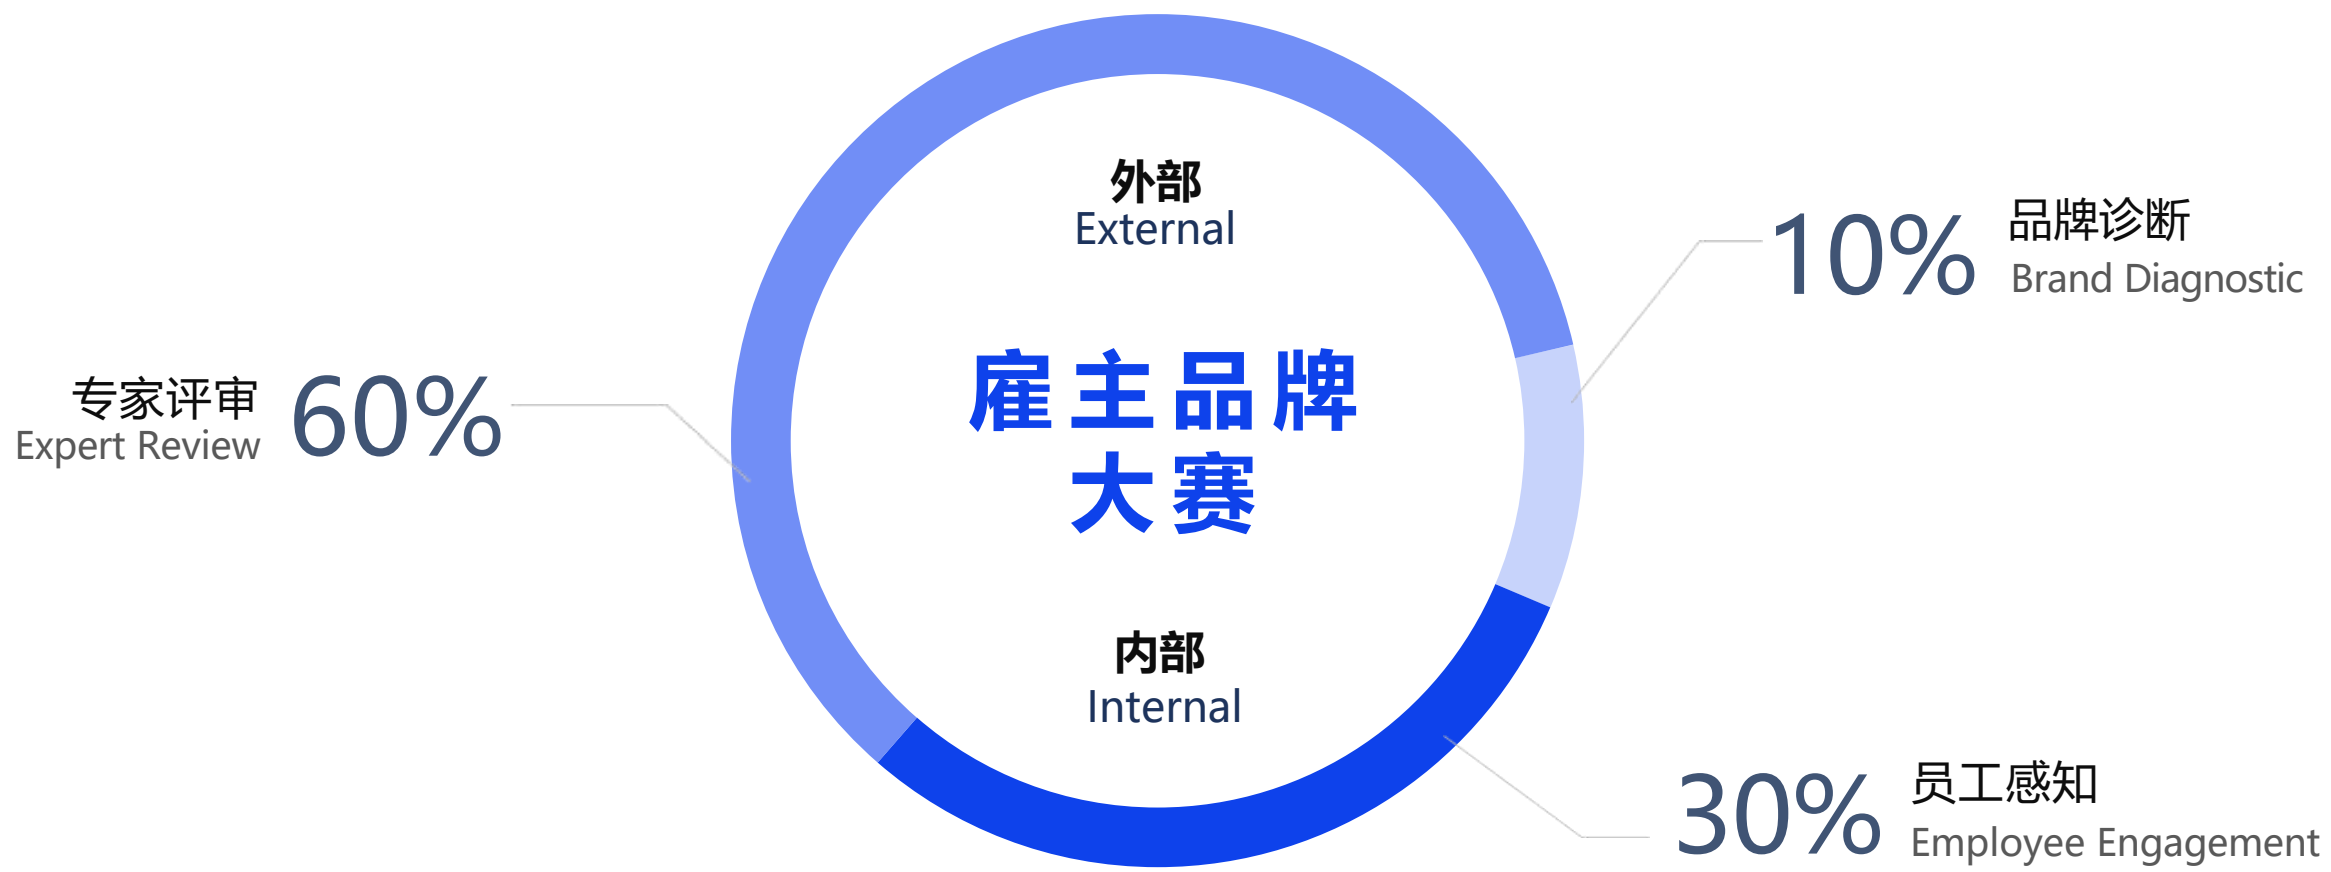 外部
External
10%
品牌诊断
Brand Diagnostic
专家评审
Expert Review
60%
雇主品牌
大赛
内部
Internal
30%
员工感知
Employee Engagement